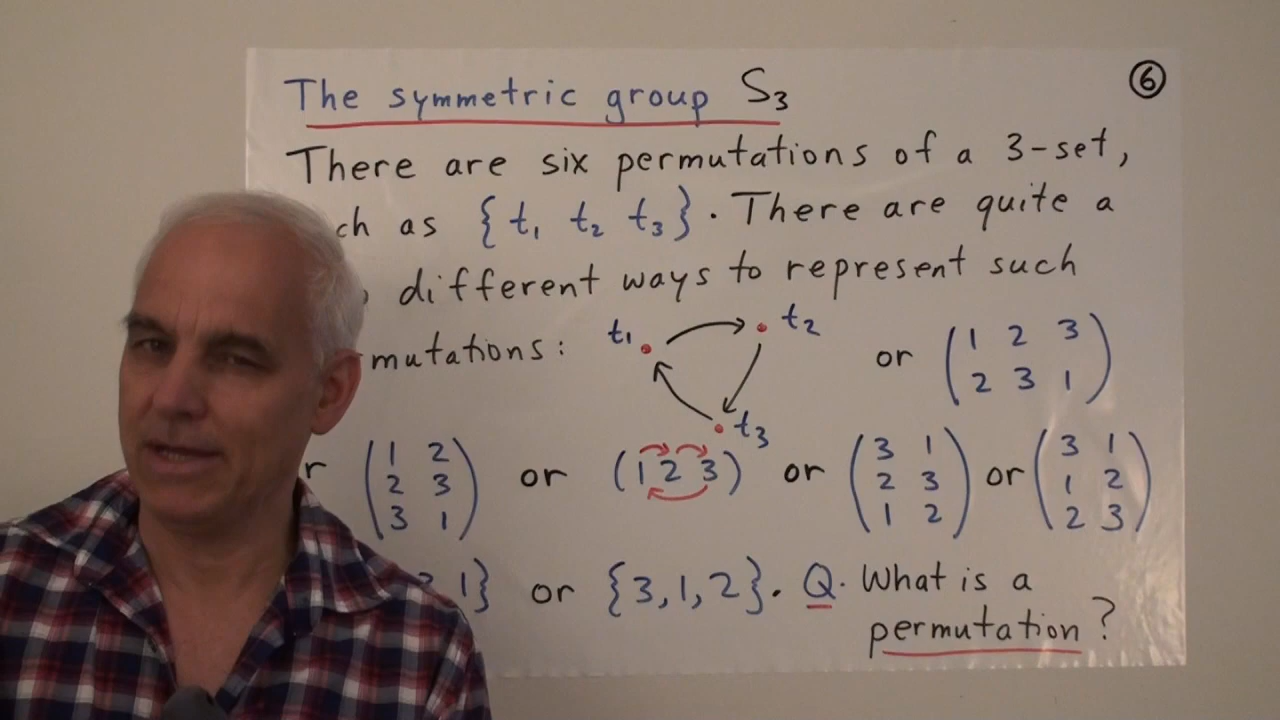 The symmetric group S₃ ⑥
There are six permutations of a 3-set,
ch as { t₁ t₂ t₃ }. There are quite a
different ways to represent such
mutations: t₁ t₂ t₃ or (1 2 3
2 3 1)
r (1 2
2 3
3 1) or (1 2 3) or (3 1
2 3
1 2) or (3 1
1 2
2 3)
1} or {3,1,2}. Q. What is a
permutation?